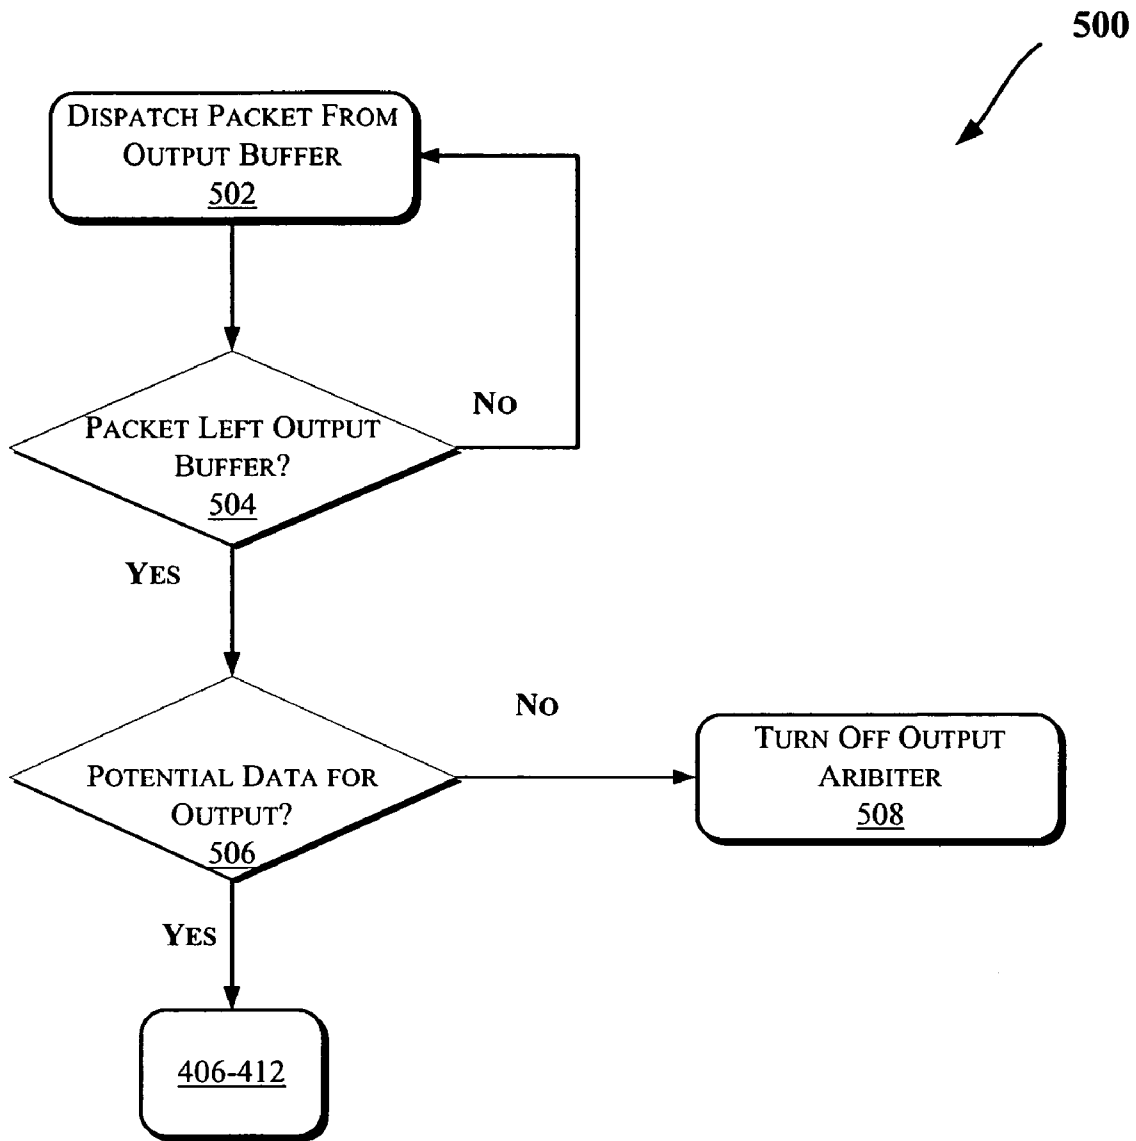 500
DISPATCH PACKET FROM
OUTPUT BUFFER
502
NO
PACKET LEFT OUTPUT
BUFFER?
504
YES
NO
POTENTIAL DATA FOR
OUTPUT?
506
TURN OFF OUTPUT
ARIBITER
508
YES
406-412